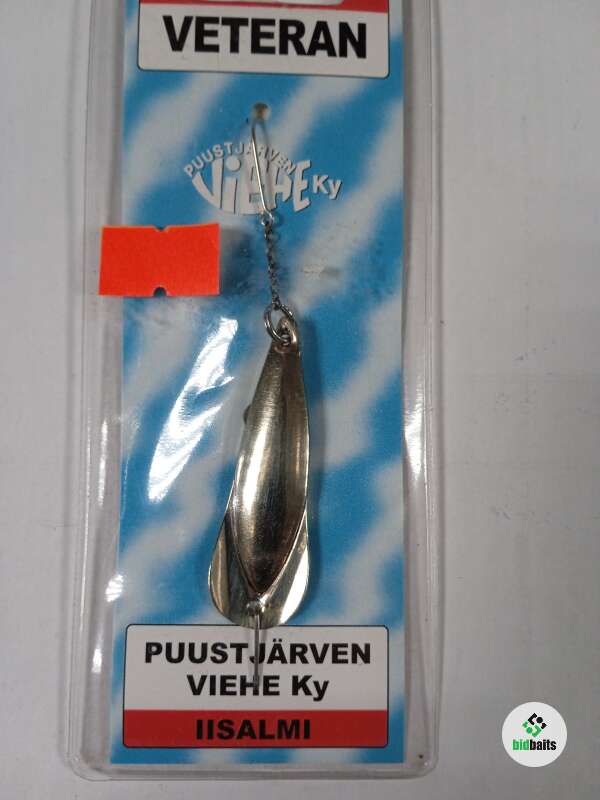 VETERAN
PUUSTJÄRVEN
VIEHE Ky
PUUSTJÄRVEN
VIEHE Ky
IISALMI
bidbaits